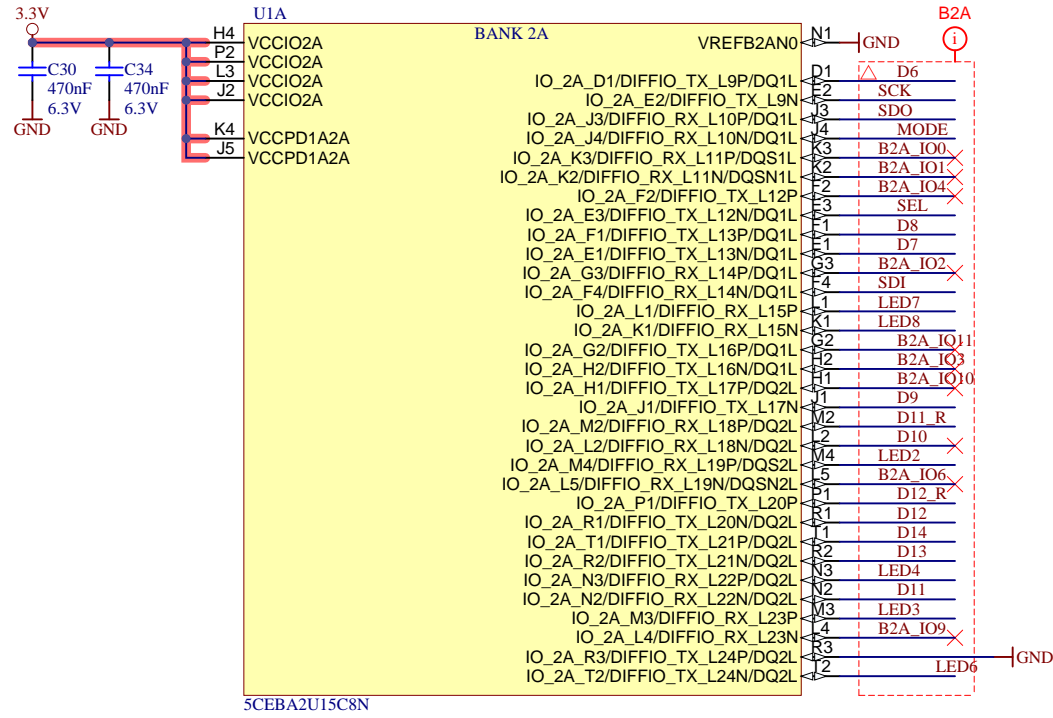 3.3V
U1A
B2A
i
BANK 2A
H4 VCCIO2A
P2 VCCIO2A
L3 VCCIO2A
J2 VCCIO2A
K4 VCCPD1A2A
J5 VCCPD1A2A
C30
470nF
6.3V
GND
C34
470nF
6.3V
GND
VREFB2AN0 N1 GND
IO_2A_D1/DIFFIO_TX_L9P/DQ1L D1 D6
IO_2A_E2/DIFFIO_TX_L9N E2 SCK
IO_2A_J3/DIFFIO_RX_L10P/DQ1L J3 SDO
IO_2A_J4/DIFFIO_RX_L10N/DQ1L J4 MODE
IO_2A_K3/DIFFIO_RX_L11P/DQS1L K3 B2A_IO0
IO_2A_K2/DIFFIO_RX_L11N/DQSN1L K2 B2A_IO1
IO_2A_F2/DIFFIO_TX_L12P F2 B2A_IO4
IO_2A_E3/DIFFIO_TX_L12N/DQ1L E3 SEL
IO_2A_F1/DIFFIO_TX_L13P/DQ1L F1 D8
IO_2A_E1/DIFFIO_TX_L13N/DQ1L E1 D7
IO_2A_G3/DIFFIO_RX_L14P/DQ1L G3 B2A_IO2
IO_2A_F4/DIFFIO_RX_L14N/DQ1L F4 SDI
IO_2A_L1/DIFFIO_RX_L15P L1 LED7
IO_2A_K1/DIFFIO_RX_L15N K1 LED8
IO_2A_G2/DIFFIO_TX_L16P/DQ1L G2 B2A_IO11
IO_2A_H2/DIFFIO_TX_L16N/DQ1L H2 B2A_IO3
IO_2A_H1/DIFFIO_TX_L17P/DQ2L H1 B2A_IO10
IO_2A_J1/DIFFIO_TX_L17N J1 D9
IO_2A_M2/DIFFIO_RX_L18P/DQ2L M2 D11_R
IO_2A_L2/DIFFIO_RX_L18N/DQ2L L2 D10
IO_2A_M4/DIFFIO_RX_L19P/DQS2L M4 LED2
IO_2A_L5/DIFFIO_RX_L19N/DQSN2L L5 B2A_IO6
IO_2A_P1/DIFFIO_TX_L20P P1 D12_R
IO_2A_R1/DIFFIO_TX_L20N/DQ2L R1 D12
IO_2A_T1/DIFFIO_TX_L21P/DQ2L T1 D14
IO_2A_R2/DIFFIO_TX_L21N/DQ2L R2 D13
IO_2A_N3/DIFFIO_RX_L22P/DQ2L N3 LED4
IO_2A_N2/DIFFIO_RX_L22N/DQ2L N2 D11
IO_2A_M3/DIFFIO_RX_L23P M3 LED3
IO_2A_L4/DIFFIO_RX_L23N L4 B2A_IO9
IO_2A_R3/DIFFIO_TX_L24P/DQ2L R3 GND
IO_2A_T2/DIFFIO_TX_L24N/DQ2L T2 LED6
5CEBA2U15C8N